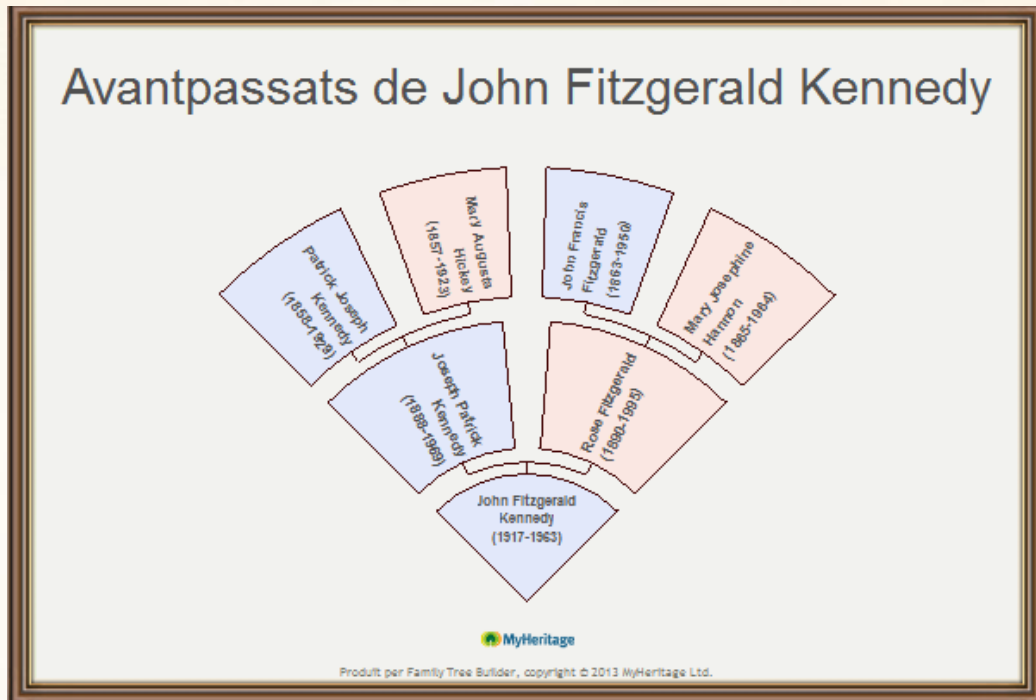 Avantpassats de John Fitzgerald Kennedy
Patrick Joseph
Kennedy
(1858-1929)
Mary Augusta
Hickey
(1857-1923)
John Francis
Fitzgerald
(1863-1950)
Mary Josephine
Hannon
(1865-1964)
Joseph Patrick
Kennedy
(1888-1969)
Rose Fitzgerald
(1890-1995)
John Fitzgerald
Kennedy
(1917-1963)
MyHeritage
Produït per Family Tree Builder, copyright © 2013 MyHeritage Ltd.